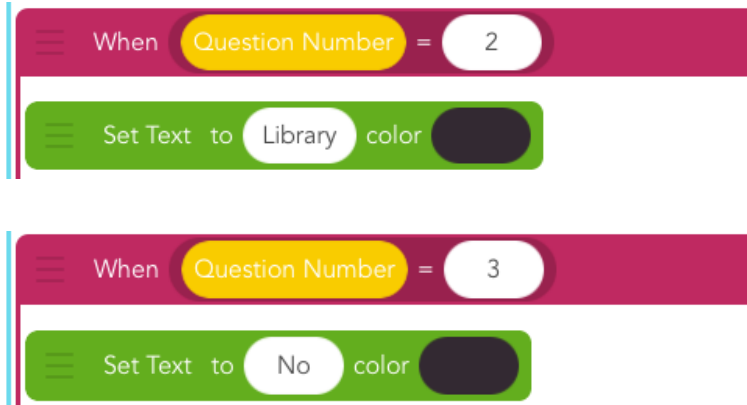 When Question Number = 2
Set Text to Library color
When Question Number = 3
Set Text to No color